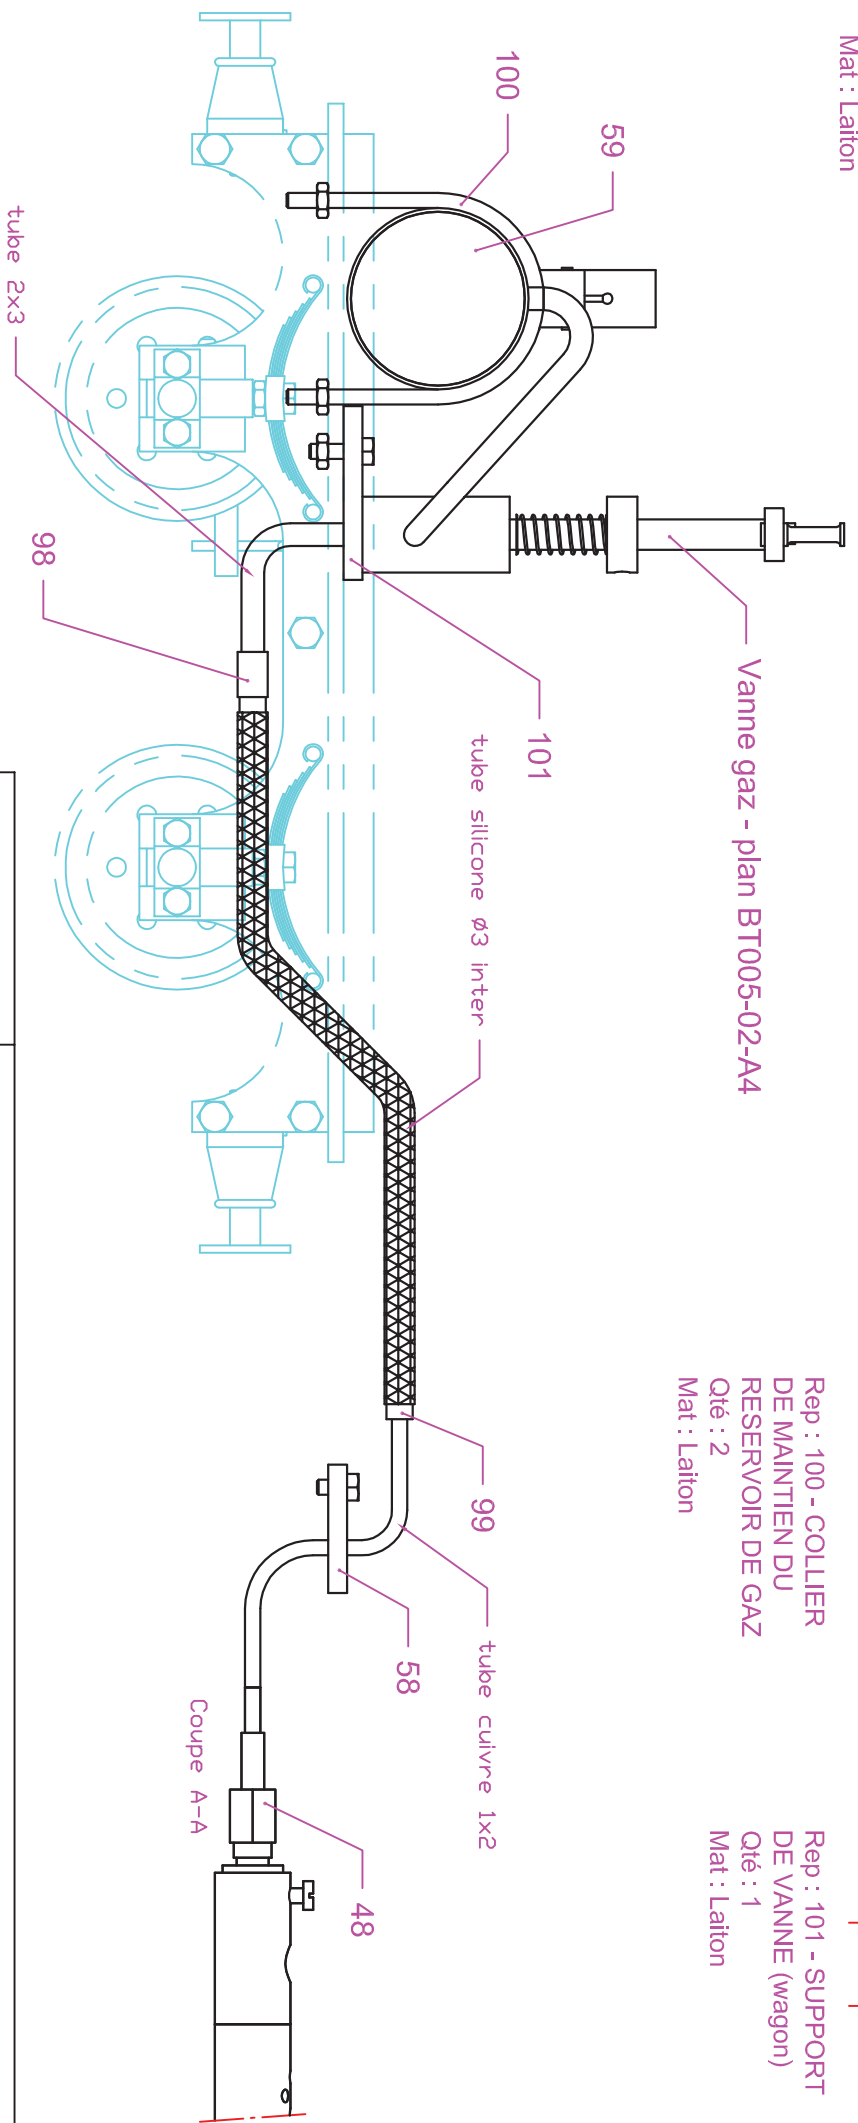 Mat : Laiton
100
59
tube 2x3
98
101
Vanne gaz - plan BT005-02-A4
tube silicone ø3 inter
Rep : 100 - COLLIER
DE MAINTIEN DU
RESERVOIR DE GAZ
Qté : 2
Mat : Laiton
99
58
tube cuivre 1x2
Coupe A-A
48
Rep : 101 - SUPPORT
DE VANNE (wagon)
Qté : 1
Mat : Laiton